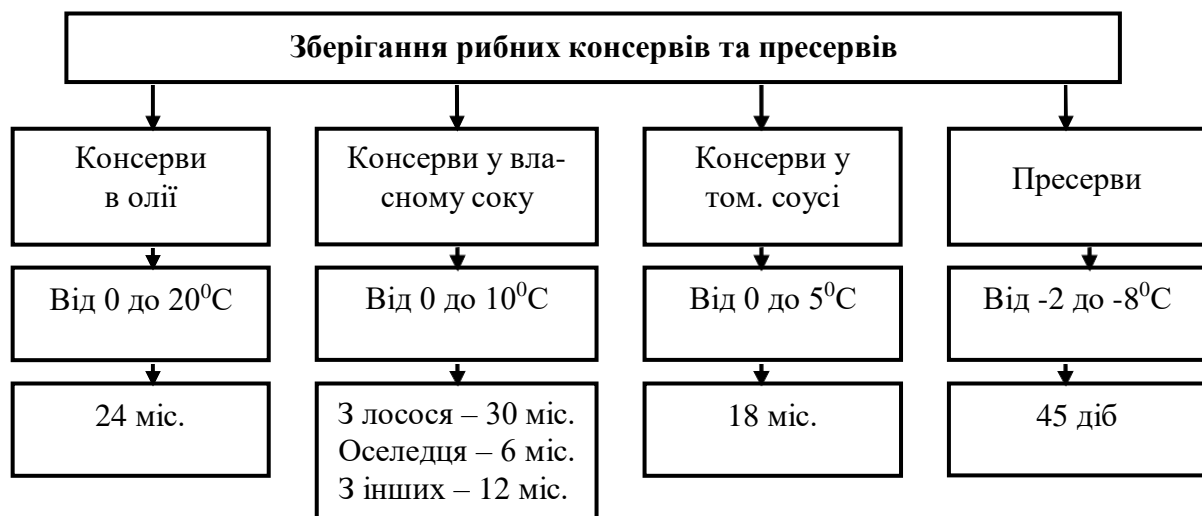 Зберігання рибних консервів та пресервів
Консерви
в олії
Консерви у вла-
сному соку
Консерви у
том. соусі
Пресерви
Від 0 до 20⁰С
Від 0 до 10⁰С
Від 0 до 5⁰С
Від -2 до -8⁰С
24 міс.
З лосося – 30 міс.
Оселедця – 6 міс.
З інших – 12 міс.
18 міс.
45 діб